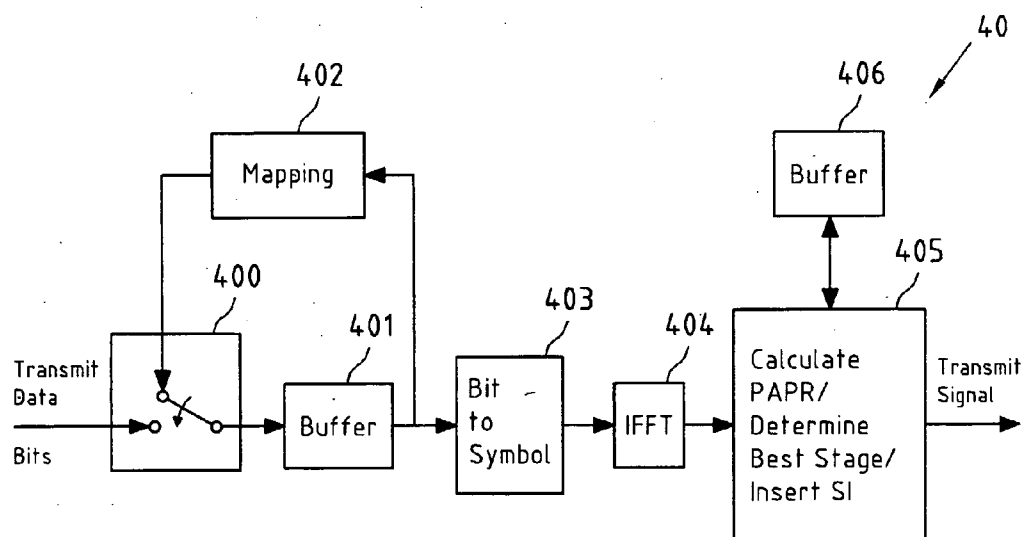 40
402
406
Mapping
Buffer
400
405
401
403
404
Transmit
Data
Bits
Buffer
Bit
to
Symbol
IFFT
Calculate
PAPR/
Determine
Best Stage/
Insert SI
Transmit
Signal